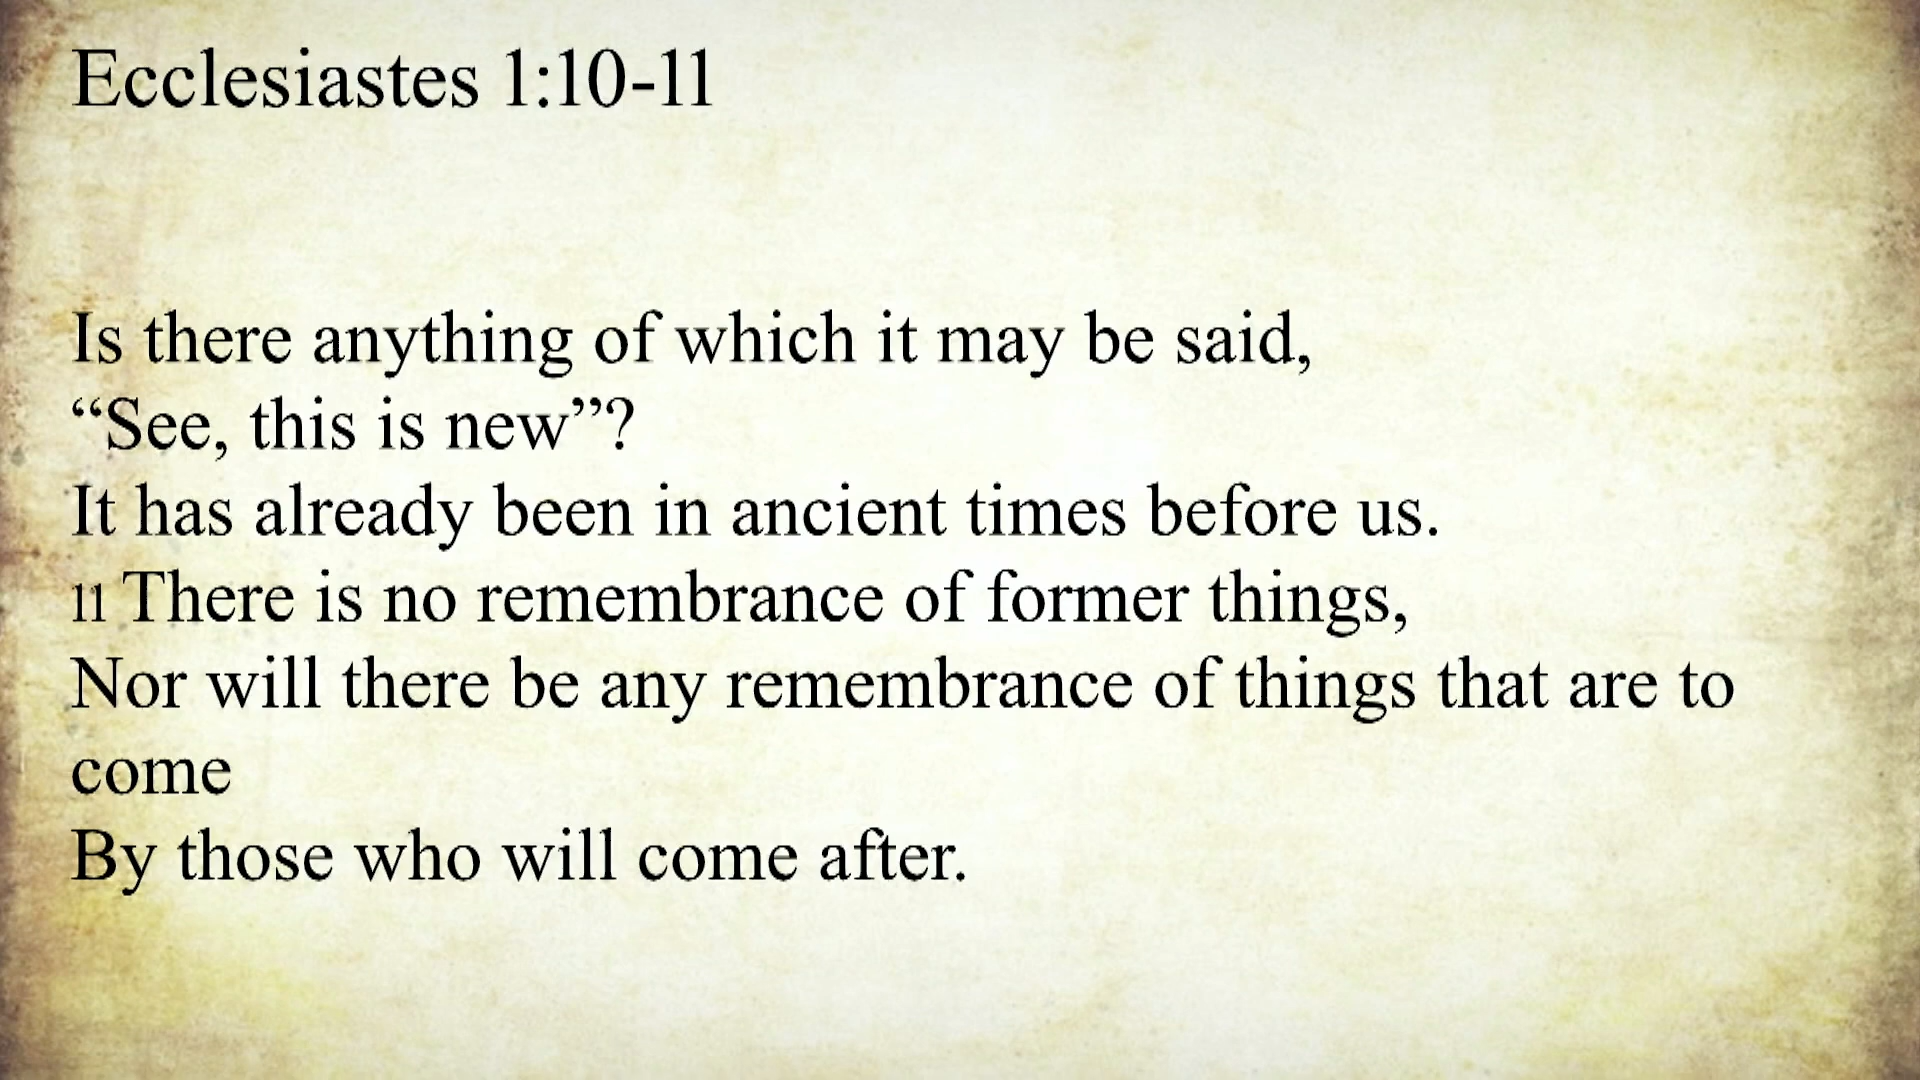 Ecclesiastes 1:10-11
Is there anything of which it may be said,
“See, this is new”?
It has already been in ancient times before us.
11 There is no remembrance of former things,
Nor will there be any remembrance of things that are to
come
By those who will come after.